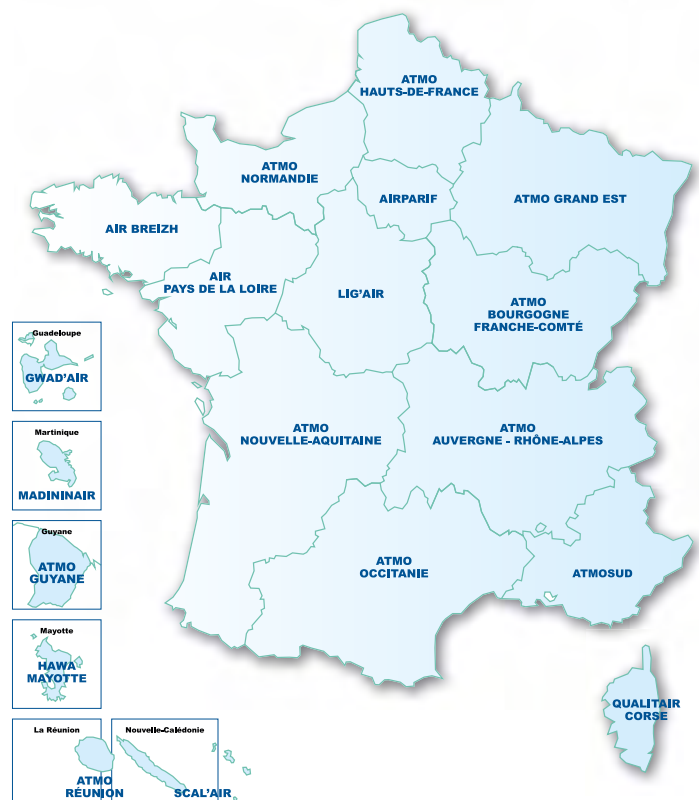 ATMO
HAUTS-DE-FRANCE
ATMO
NORMANDIE
AIRPARIF
ATMO GRAND EST
AIR BREIZH
AIR
PAYS DE LA LOIRE
LIG'AIR
ATMO
BOURGOGNE
FRANCHE-COMTÉ
Guadeloupe
GWAD'AIR
ATMO
NOUVELLE-AQUITAINE
ATMO
AUVERGNE - RHÔNE-ALPES
Martinique
MADININAIR
Guyane
ATMO
GUYANE
ATMO
OCCITANIE
ATMOSUD
Mayotte
HAWA
MAYOTTE
QUALITAIR
CORSE
La Réunion
ATMO
RÉUNION
Nouvelle-Calédonie
SCAL'AIR